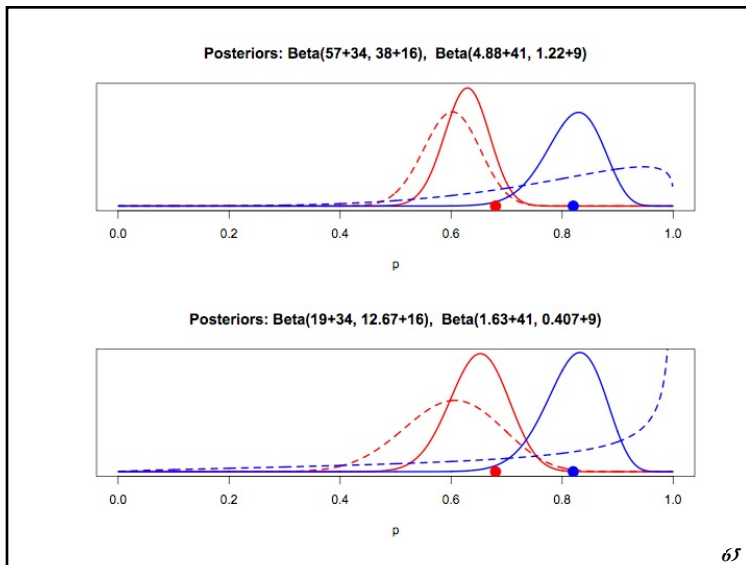 Posteriors: Beta(57+34, 38+16),  Beta(4.88+41, 1.22+9)
0.0 0.2 0.4 0.6 0.8 1.0
p
Posteriors: Beta(19+34, 12.67+16),  Beta(1.63+41, 0.407+9)
0.0 0.2 0.4 0.6 0.8 1.0
p
65